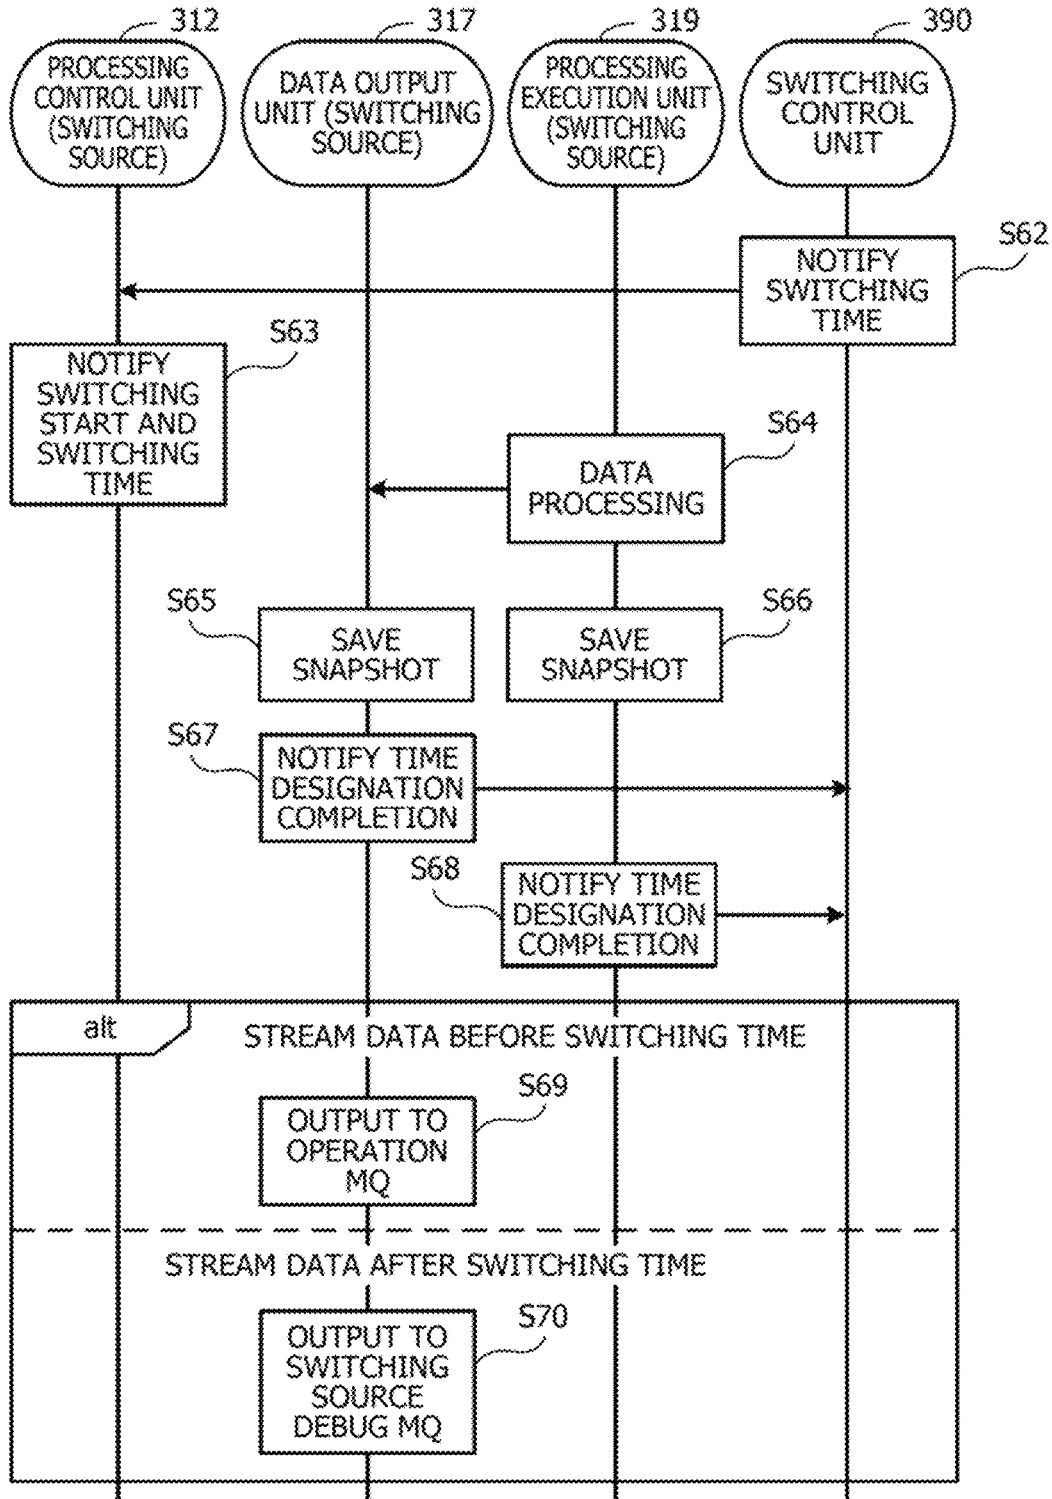 312
317
319
390
PROCESSING
CONTROL UNIT
(SWITCHING
SOURCE)
DATA OUTPUT
UNIT (SWITCHING
SOURCE)
PROCESSING
EXECUTION UNIT
(SWITCHING
SOURCE)
SWITCHING
CONTROL
UNIT
S62
NOTIFY
SWITCHING
TIME
S63
NOTIFY
SWITCHING
START AND
SWITCHING
TIME
S64
DATA
PROCESSING
S65
SAVE
SNAPSHOT
S66
SAVE
SNAPSHOT
S67
NOTIFY TIME
DESIGNATION
COMPLETION
S68
NOTIFY TIME
DESIGNATION
COMPLETION
alt
STREAM DATA BEFORE SWITCHING TIME
S69
OUTPUT TO
OPERATION
MQ
STREAM DATA AFTER SWITCHING TIME
S70
OUTPUT TO
SWITCHING
SOURCE
DEBUG MQ